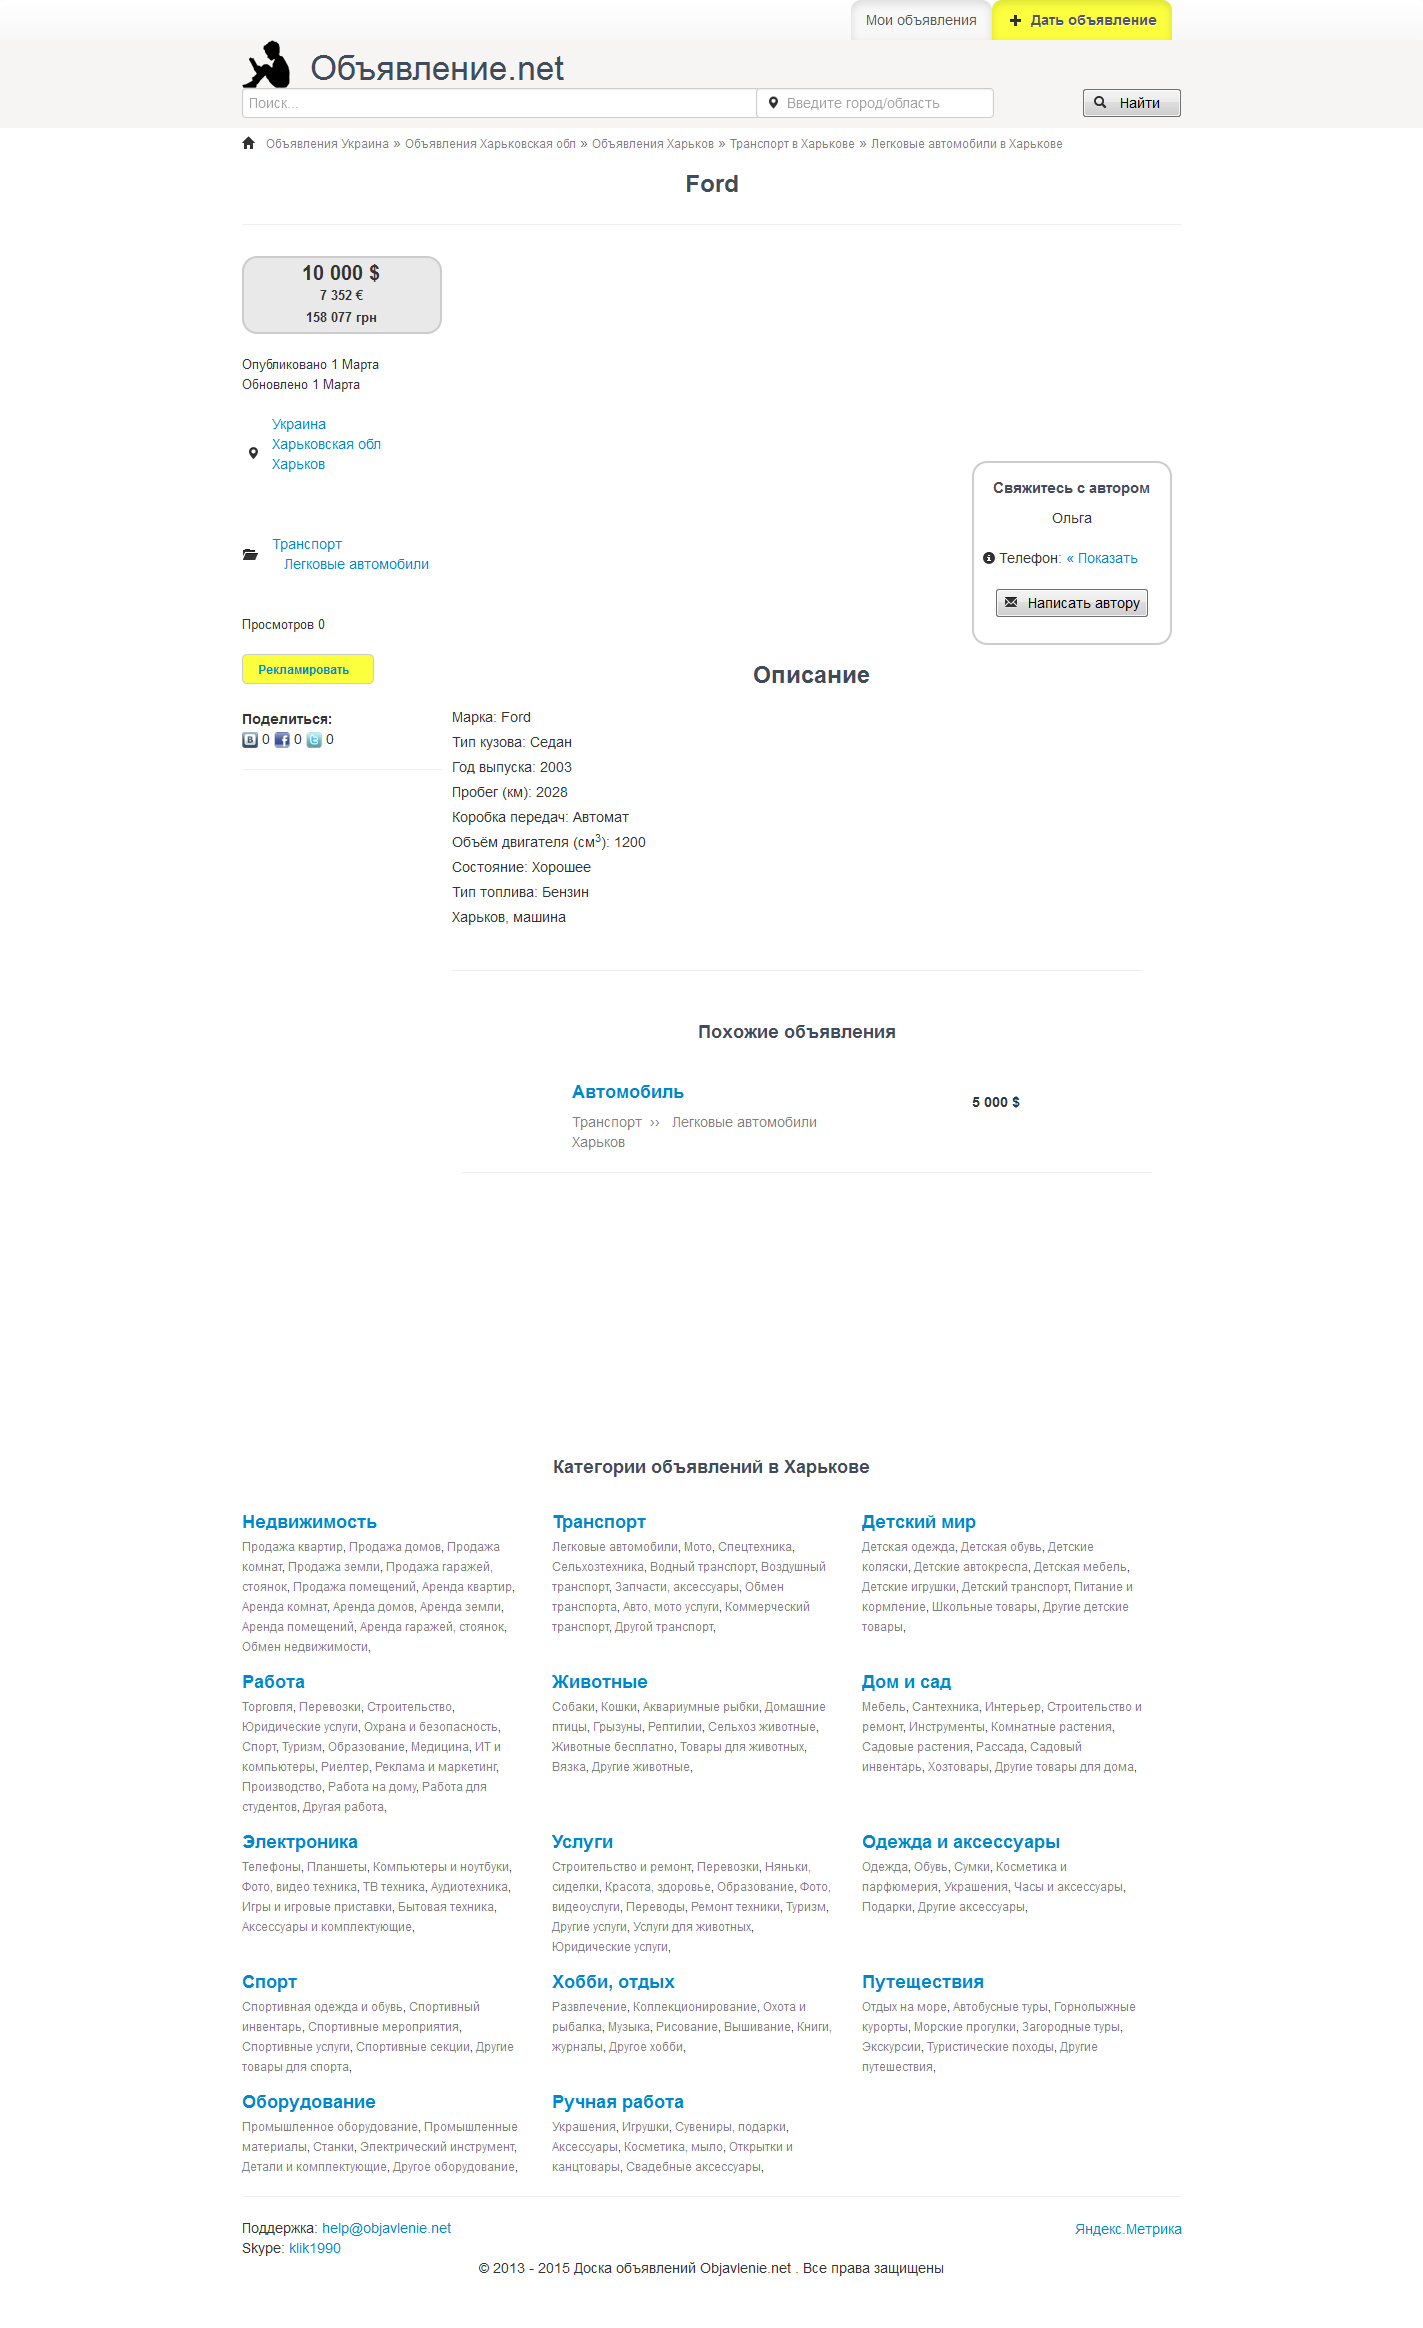 Мои объявления
Дать объявление
Объявление.net
Поиск...
Введите город/область
Найти
Объявления Украина » Объявления Харьковская обл » Объявления Харьков » Транспорт в Харькове » Легковые автомобили в Харькове
Ford
10 000 $
7 352 €
158 077 грн
Опубликовано 1 Марта
Обновлено 1 Марта
Украина
Харьковская обл
Харьков
Транспорт
Легковые автомобили
Просмотров 0
Рекламировать
Поделиться:
0 0 0
Свяжитесь с автором
Ольга
Телефон: « Показать
Написать автору
Описание
Марка: Ford
Тип кузова: Седан
Год выпуска: 2003
Пробег (км): 2028
Коробка передач: Автомат
Объём двигателя (см³): 1200
Состояние: Хорошее
Тип топлива: Бензин
Харьков, машина
Похожие объявления
Автомобиль
5 000 $
Транспорт ›› Легковые автомобили
Харьков
Категории объявлений в Харькове
Недвижимость
Продажа квартир, Продажа домов, Продажа
комнат, Продажа земли, Продажа гаражей,
стоянок, Продажа помещений, Аренда квартир,
Аренда комнат, Аренда домов, Аренда земли,
Аренда помещений, Аренда гаражей, стоянок,
Обмен недвижимости,
Транспорт
Легковые автомобили, Мото, Спецтехника,
Сельхозтехника, Водный транспорт, Воздушный
транспорт, Запчасти, аксессуары, Обмен
транспорта, Авто, мото услуги, Коммерческий
транспорт, Другой транспорт,
Детский мир
Детская одежда, Детская обувь, Детские
коляски, Детские автокресла, Детская мебель,
Детские игрушки, Детский транспорт, Питание и
кормление, Школьные товары, Другие детские
товары,
Работа
Торговля, Перевозки, Строительство,
Юридические услуги, Охрана и безопасность,
Спорт, Туризм, Образование, Медицина, ИТ и
компьютеры, Риелтер, Реклама и маркетинг,
Производство, Работа на дому, Работа для
студентов, Другая работа,
Животные
Собаки, Кошки, Аквариумные рыбки, Домашние
птицы, Грызуны, Рептилии, Сельхоз животные,
Животные бесплатно, Товары для животных,
Вязка, Другие животные,
Дом и сад
Мебель, Сантехника, Интерьер, Строительство и
ремонт, Инструменты, Комнатные растения,
Садовые растения, Рассада, Садовый
инвентарь, Хозтовары, Другие товары для дома,
Электроника
Телефоны, Планшеты, Компьютеры и ноутбуки,
Фото, видео техника, ТВ техника, Аудиотехника,
Игры и игровые приставки, Бытовая техника,
Аксессуары и комплектующие,
Услуги
Строительство и ремонт, Перевозки, Няньки,
сиделки, Красота, здоровье, Образование, Фото,
видеоуслуги, Переводы, Ремонт техники, Туризм,
Другие услуги, Услуги для животных,
Юридические услуги,
Одежда и аксессуары
Одежда, Обувь, Сумки, Косметика и
парфюмерия, Украшения, Часы и аксессуары,
Подарки, Другие аксессуары,
Спорт
Спортивная одежда и обувь, Спортивный
инвентарь, Спортивные мероприятия,
Спортивные услуги, Спортивные секции, Другие
товары для спорта,
Хобби, отдых
Развлечение, Коллекционирование, Охота и
рыбалка, Музыка, Рисование, Вышивание, Книги,
журналы, Другое хобби,
Путешествия
Отдых на море, Автобусные туры, Горнолыжные
курорты, Морские прогулки, Загородные туры,
Экскурсии, Туристические походы, Другие
путешествия,
Оборудование
Промышленное оборудование, Промышленные
материалы, Станки, Электрический инструмент,
Детали и комплектующие, Другое оборудование,
Ручная работа
Украшения, Игрушки, Сувениры, подарки,
Аксессуары, Косметика, мыло, Открытки и
канцтовары, Свадебные аксессуары,
Поддержка: help@objavlenie.net
Skype: klik1990
Яндекс.Метрика
© 2013 - 2015 Доска объявлений Objavlenie.net . Все права защищены